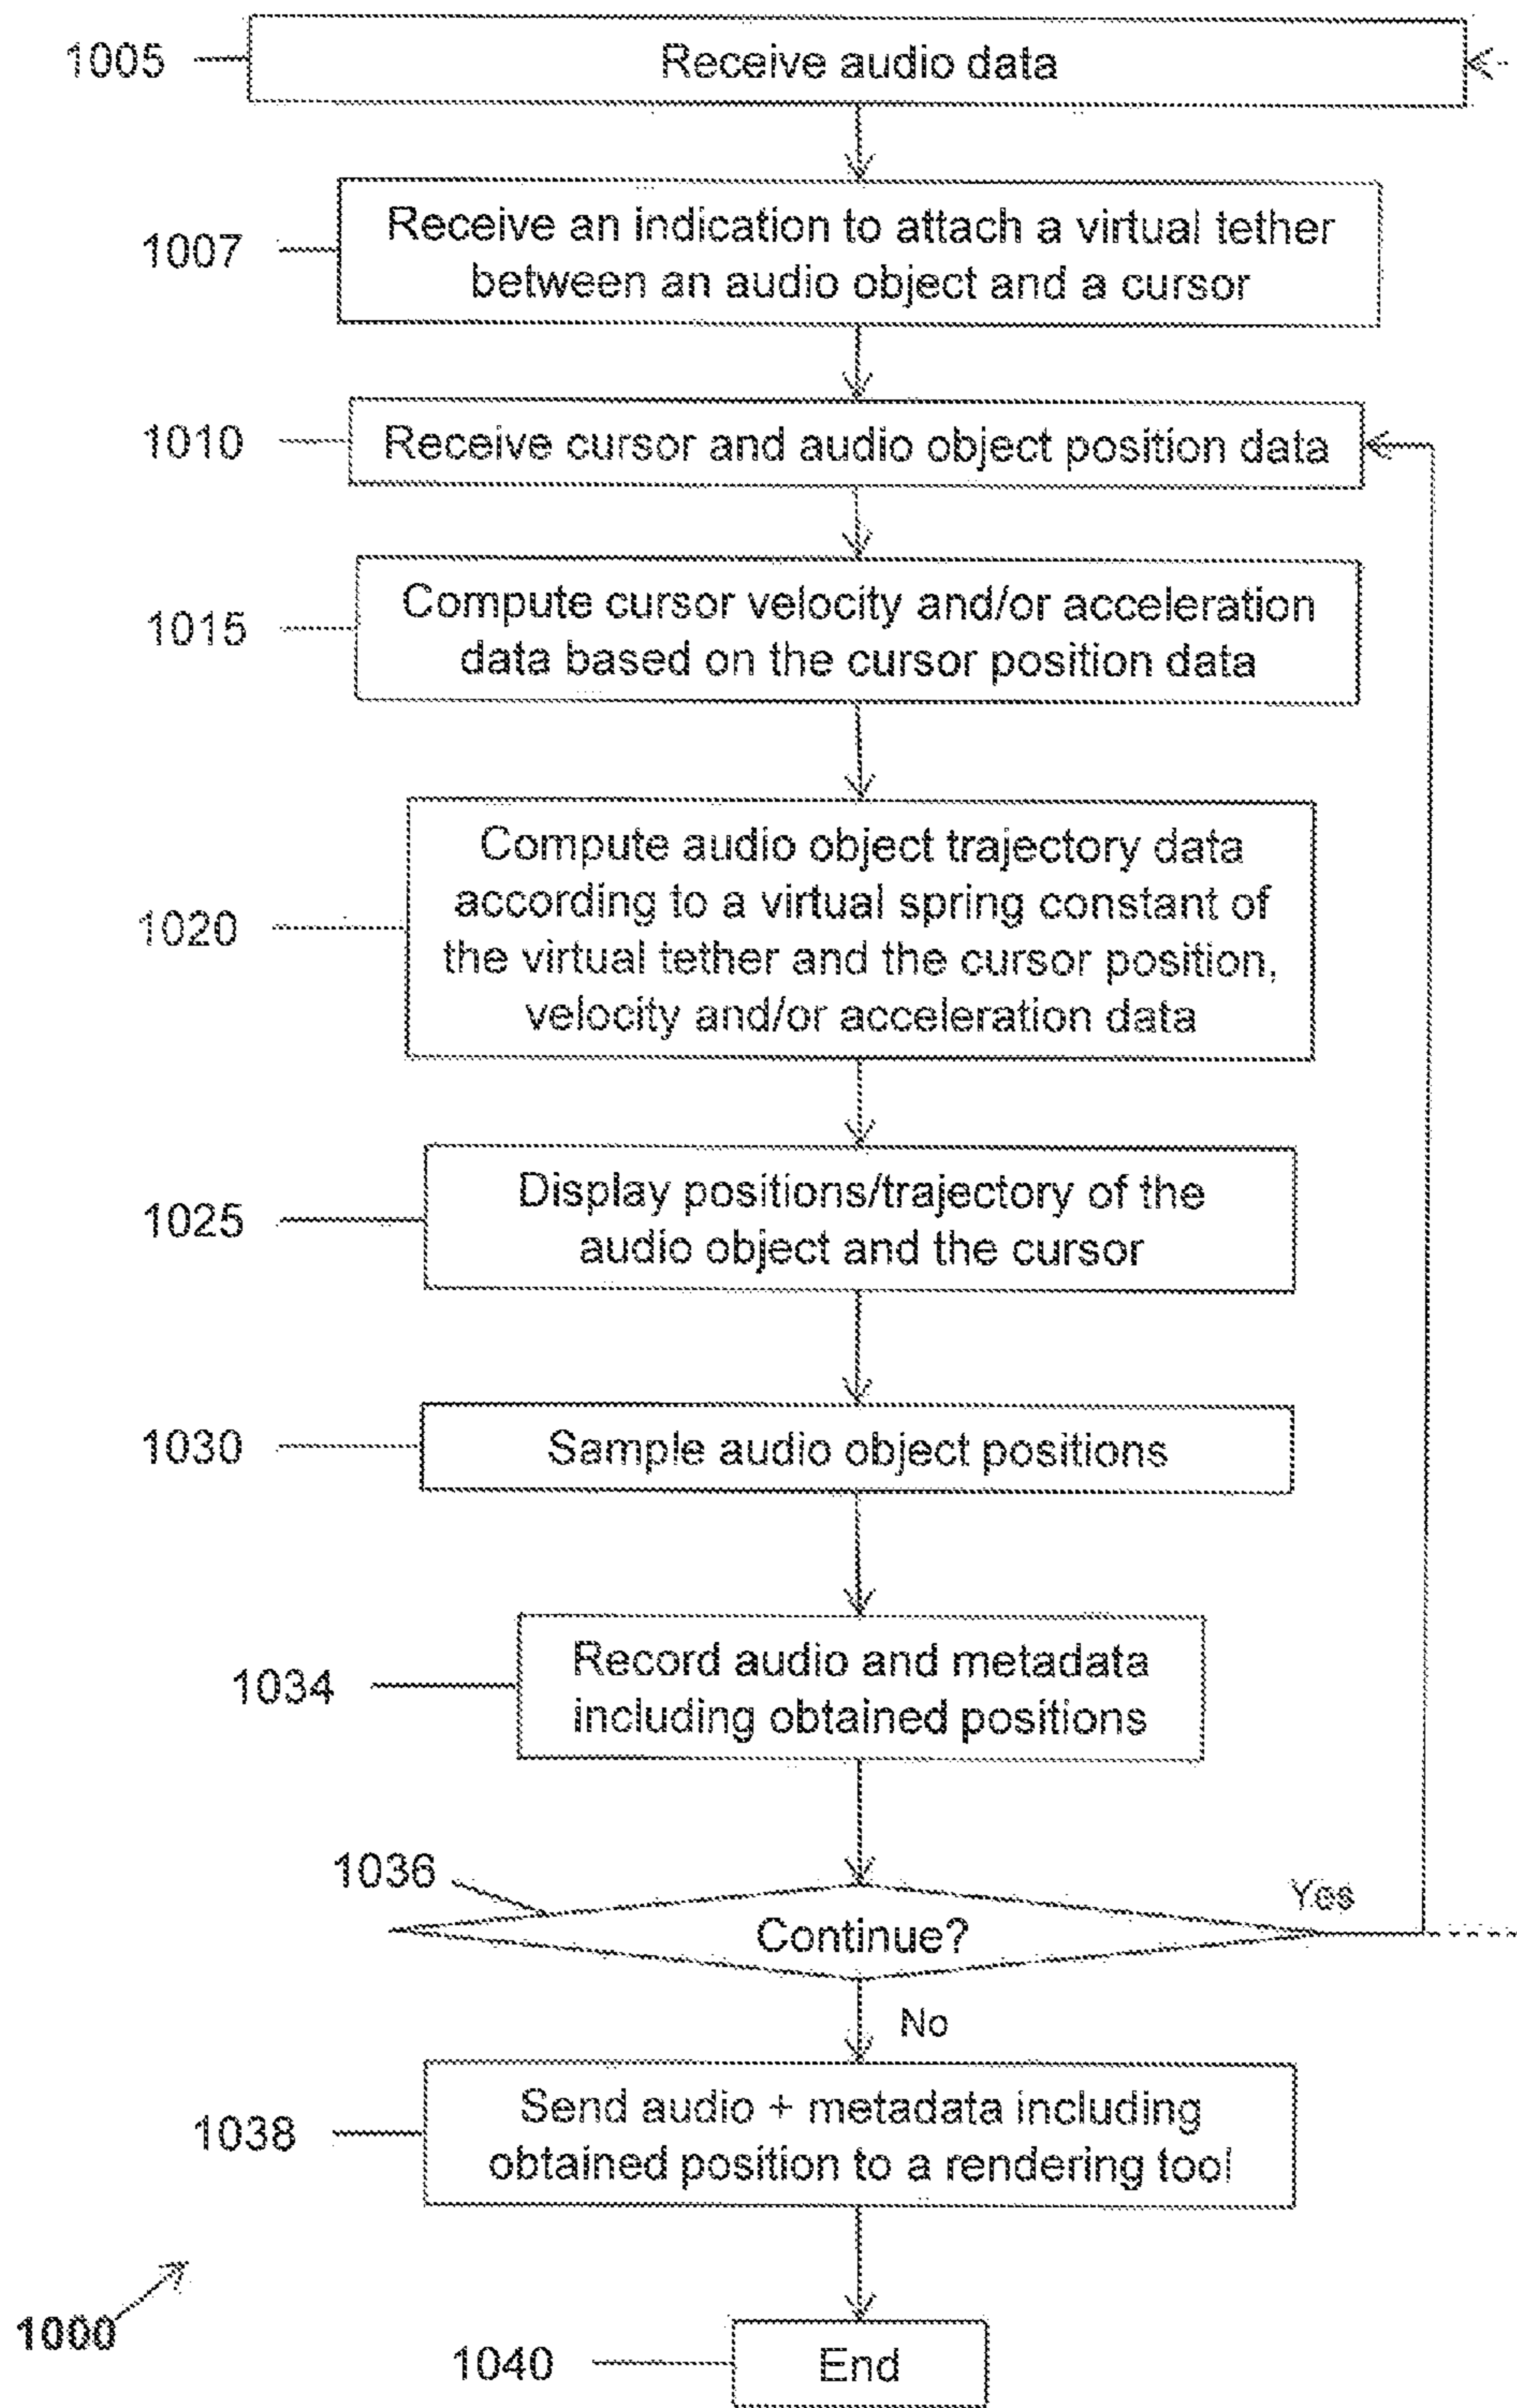 1005
Receive audio data
1007
Receive an indication to attach a virtual tether
between an audio object and a cursor
1010
Receive cursor and audio object position data
1015
Compute cursor velocity and/or acceleration
data based on the cursor position data
1020
Compute audio object trajectory data
according to a virtual spring constant of
the virtual tether and the cursor position,
velocity and/or acceleration data
1025
Display positions/trajectory of the
audio object and the cursor
1030
Sample audio object positions
1034
Record audio and metadata
including obtained positions
1036
Continue?
Yes
No
1038
Send audio + metadata including
obtained position to a rendering tool
1000
1040
End